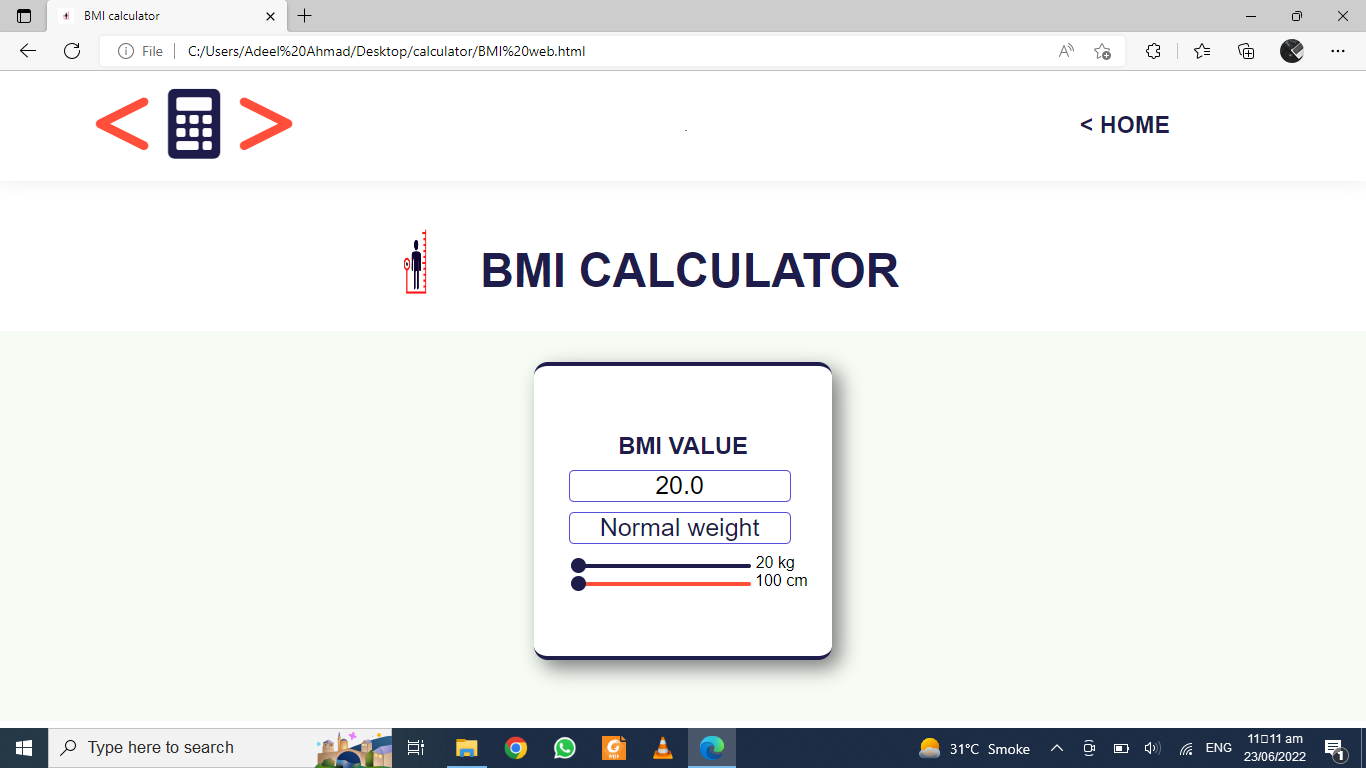 BMI calculator
File
C:/Users/Adeel%20Ahmad/Desktop/calculator/BMI%20web.html
< HOME
BMI CALCULATOR
BMI VALUE
20.0
Normal weight
20 kg
100 cm
Type here to search
31°C Smoke
ENG
11▯11 am
23/06/2022
1